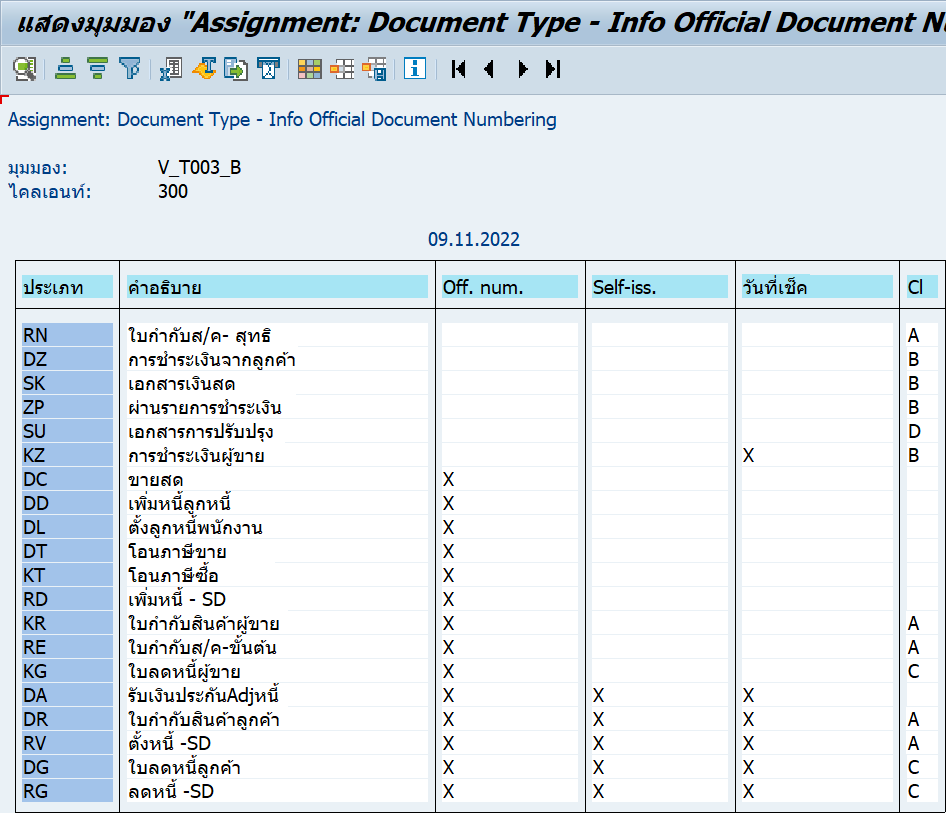 แสดงมุมมอง "Assignment: Document Type - Info Official Document
Assignment: Document Type - Info Official Document Numbering
มุมมอง: V_T003_B
ไคลเอนท์: 300
09.11.2022
ประเภท คำอธิบาย Off. num. Self-iss. วันที่เช็ค Cl
RN ใบกำกับส/ค- สุทธิ A
DZ การชำระเงินจากลูกค้า B
SK เอกสารเงินสด B
ZP ผ่านรายการชำระเงิน B
SU เอกสารการปรับปรุง D
KZ การชำระเงินผู้ขาย X B
DC ขายสด X
DD เพิ่มหนี้ลูกหนี้ X
DL ตั้งลูกหนี้พนักงาน X
DT โอนภาษีขาย X
KT โอนภาษีซื้อ X
RD เพิ่มหนี้ - SD X
KR ใบกำกับสินค้าผู้ขาย X A
RE ใบกำกับส/ค-ขั้นต้น X A
KG ใบลดหนี้ผู้ขาย X C
DA รับเงินประกันAdjหนี้ X X X
DR ใบกำกับสินค้าลูกค้า X X X A
RV ตั้งหนี้ -SD X X X A
DG ใบลดหนี้ลูกค้า X X X C
RG ลดหนี้ -SD X X X C